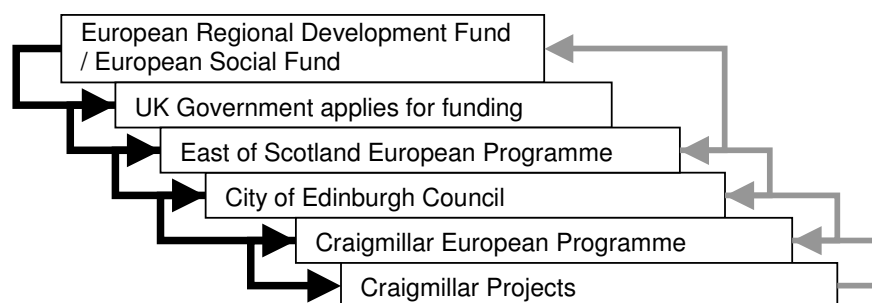 European Regional Development Fund
/ European Social Fund
UK Government applies for funding
East of Scotland European Programme
City of Edinburgh Council
Craigmillar European Programme
Craigmillar Projects